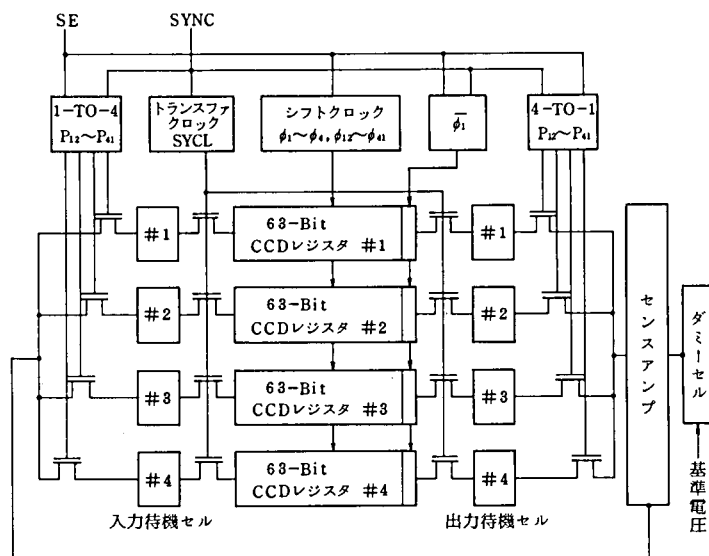 SE
SYNC
1-TO-4
P₁₂～P₄₁
トランスファ
クロック
SYCL
シフトクロック
φ₁～φ₄, φ₁₂～φ₄₁
φ̄₁
4-TO-1
P₁₂～P₄₁
#1
63-Bit
CCDレジスタ #1
#1
#2
63-Bit
CCDレジスタ #2
#2
#3
63-Bit
CCDレジスタ #3
#3
#4
63-Bit
CCDレジスタ #4
#4
入力待機セル
出力待機セル
センスアンプ
ダミーセル
基準電圧